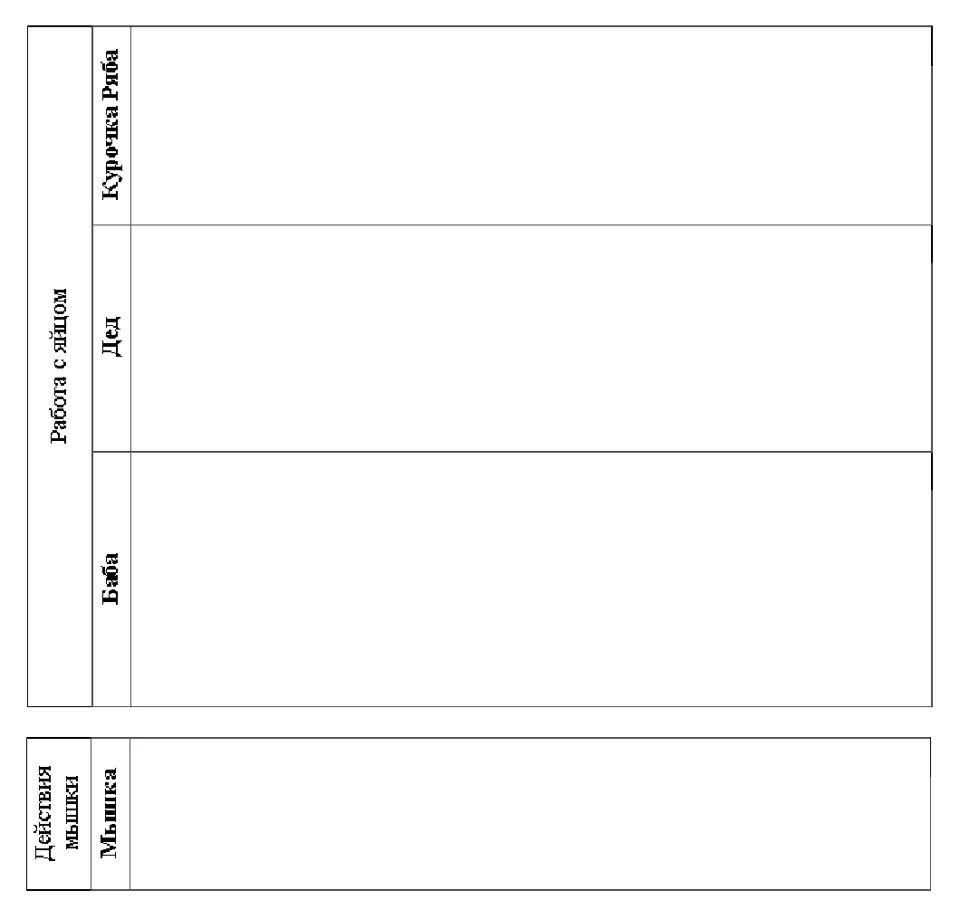 Работа с яйцом
Курочка Ряба
Дед
Баба
Действия
мышки
Мышка